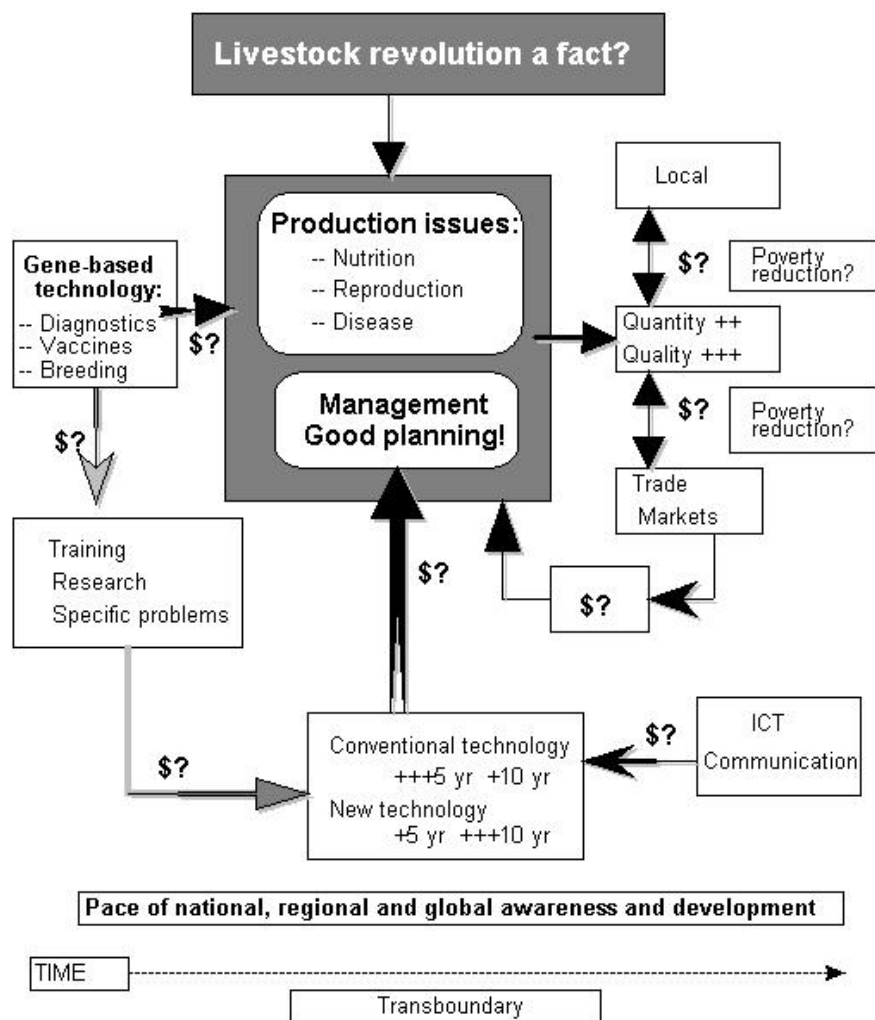 Livestock revolution a fact?
Production issues:
-- Nutrition
-- Reproduction
-- Disease
Management
Good planning!
Gene-based
technology:
-- Diagnostics
-- Vaccines
-- Breeding
$?
$?
Training
Research
Specific problems
$?
Local
$?
Poverty
reduction?
Quantity ++
Quality +++
$?
Poverty
reduction?
Trade
Markets
$?
$?
Conventional technology
+++5 yr +10 yr
New technology
+5 yr +++10 yr
$?
ICT
Communication
Pace of national, regional and global awareness and development
TIME
Transboundary